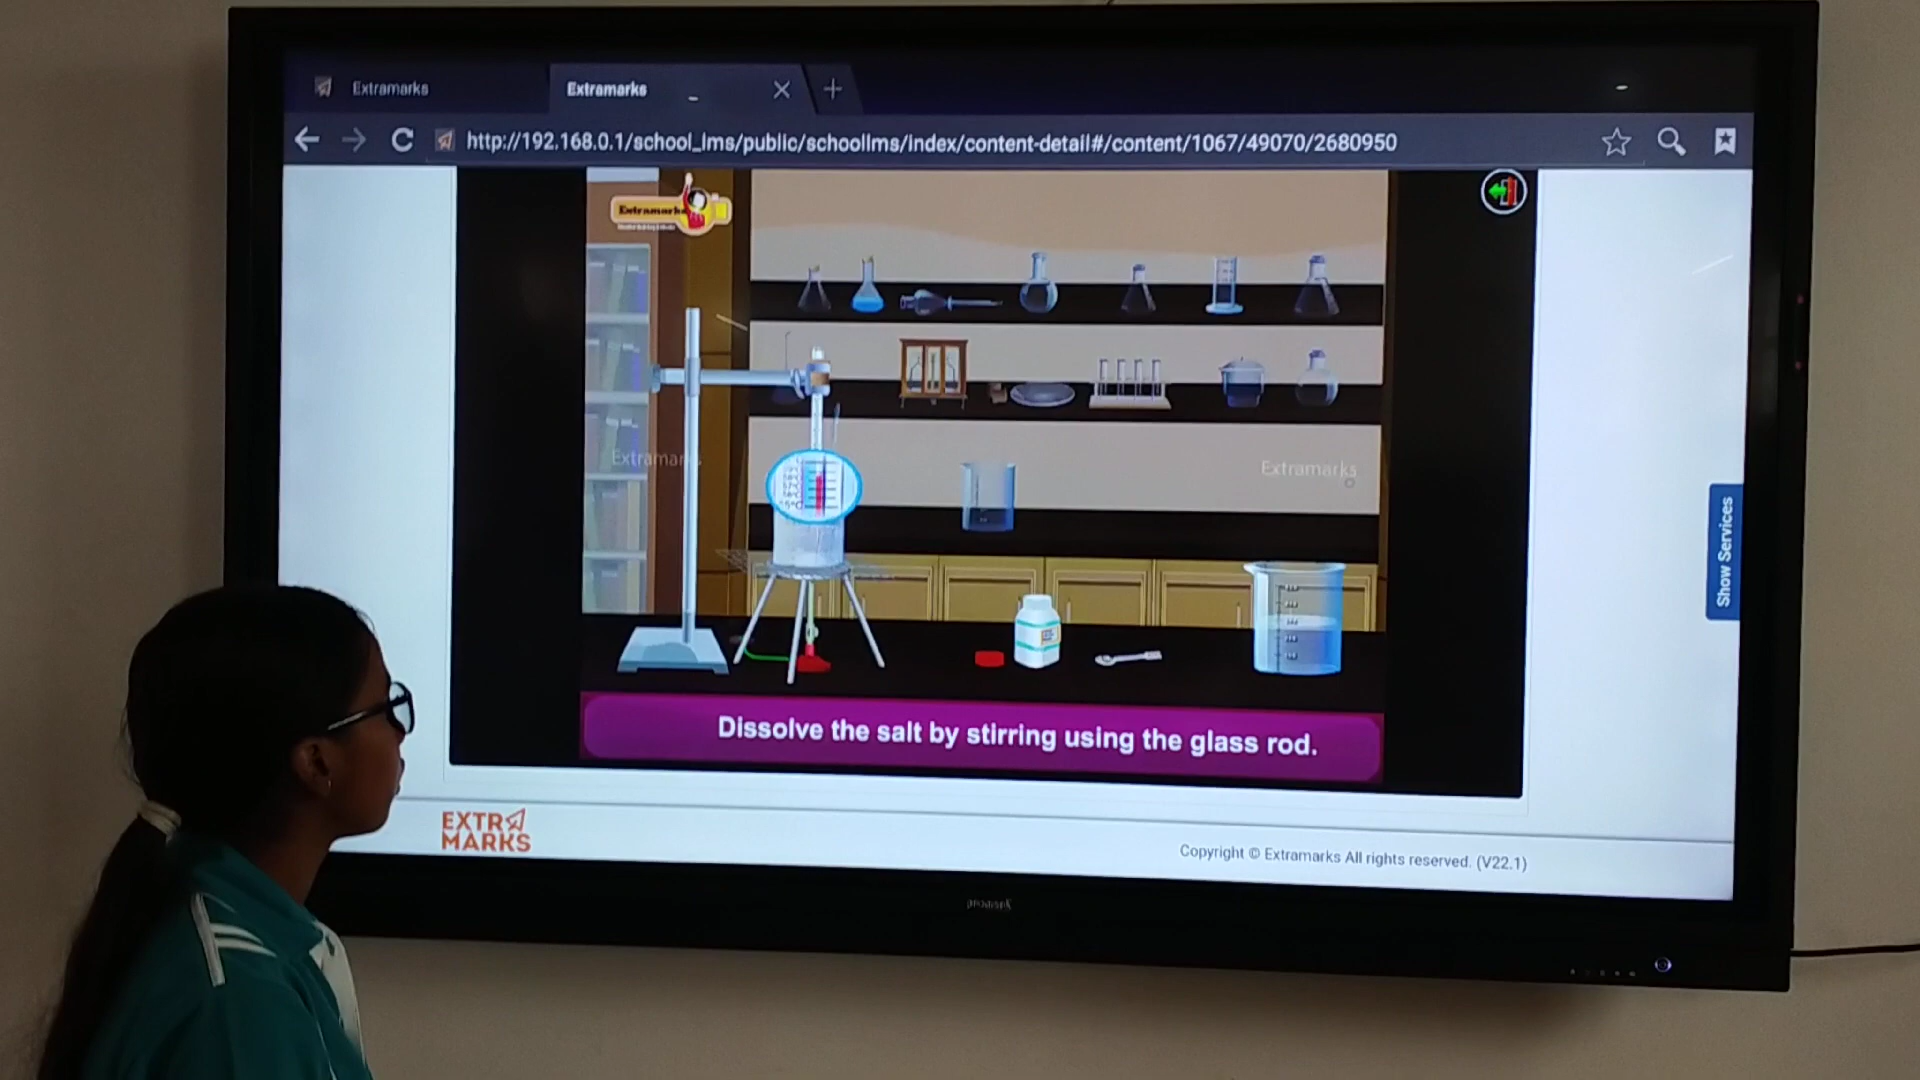 Extramarks
Extramarks
http://192.168.0.1/school_lms/public/schoollms/index/content-detail#/content/1067/49070/2680950
Extramarks
Extramarks
Extramarks
Show Services
Dissolve the salt by stirring using the glass rod.
EXTRA
MARKS
Copyright © Extramarks All rights reserved. (V22.1)